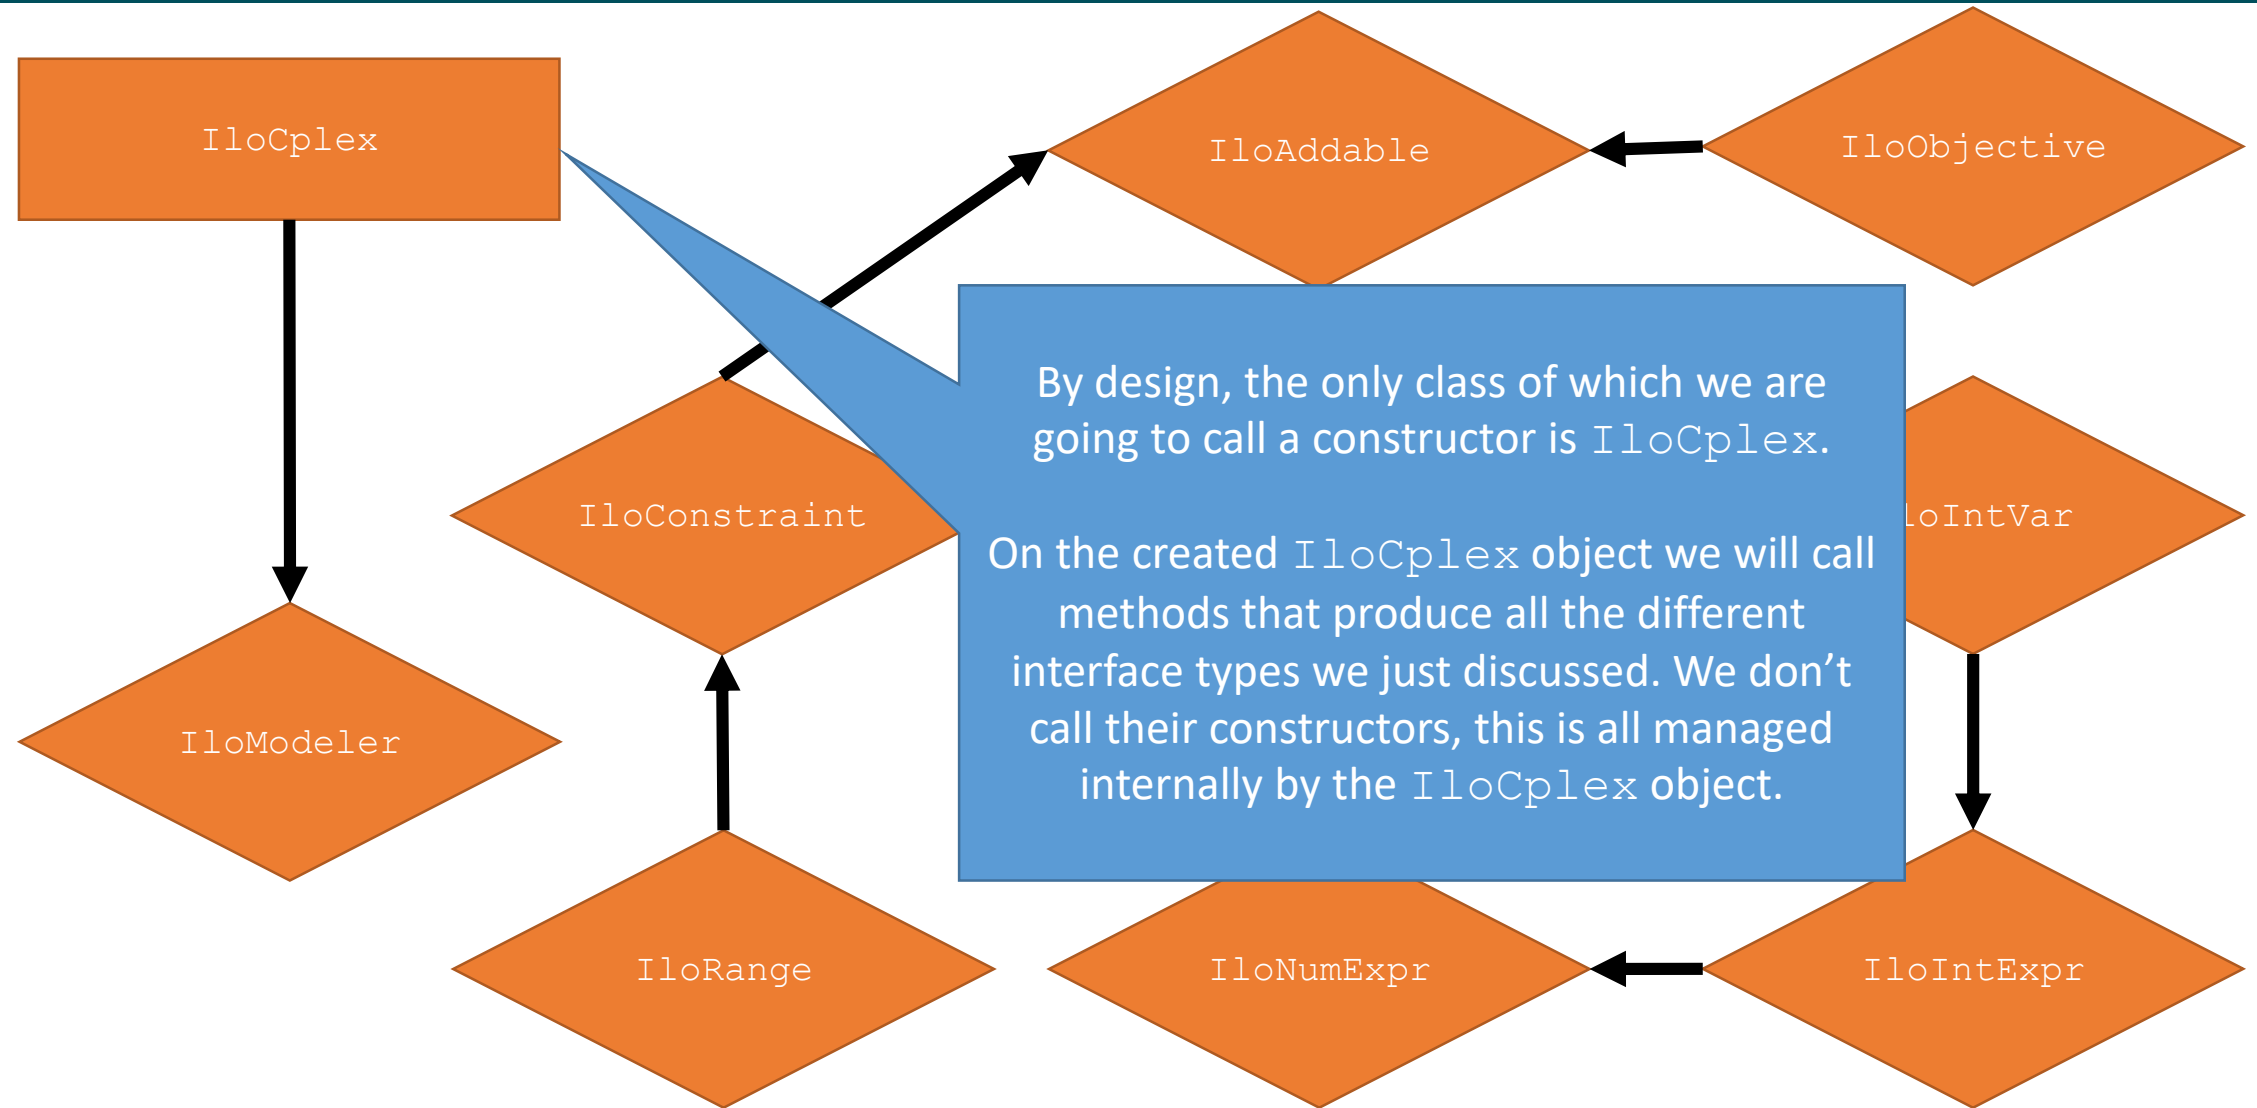 IloCplex
IloAddable
IloObjective
By design, the only class of which we are
going to call a constructor is IloCplex.
On the created IloCplex object we will call
methods that produce all the different
interface types we just discussed. We don’t
call their constructors, this is all managed
internally by the IloCplex object.
IloConstraint
loIntVar
IloModeler
IloRange
IloNumExpr
IloIntExpr